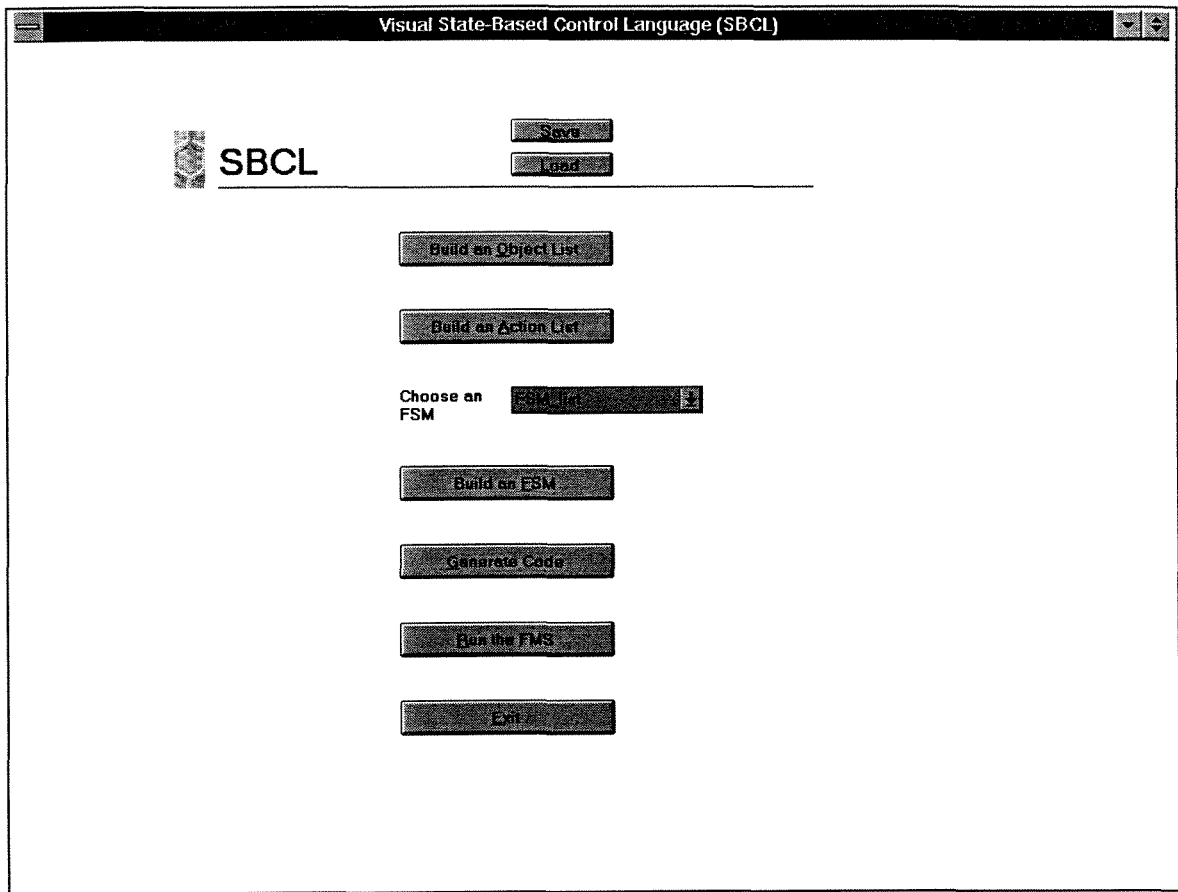 Visual State-Based Control Language (SBCL)
Save
SBCL
Load
Build an Object List
Build an Action List
Choose an
FSM
FSM_list
Build an FSM
Generate Code
Run the FMS
Exit